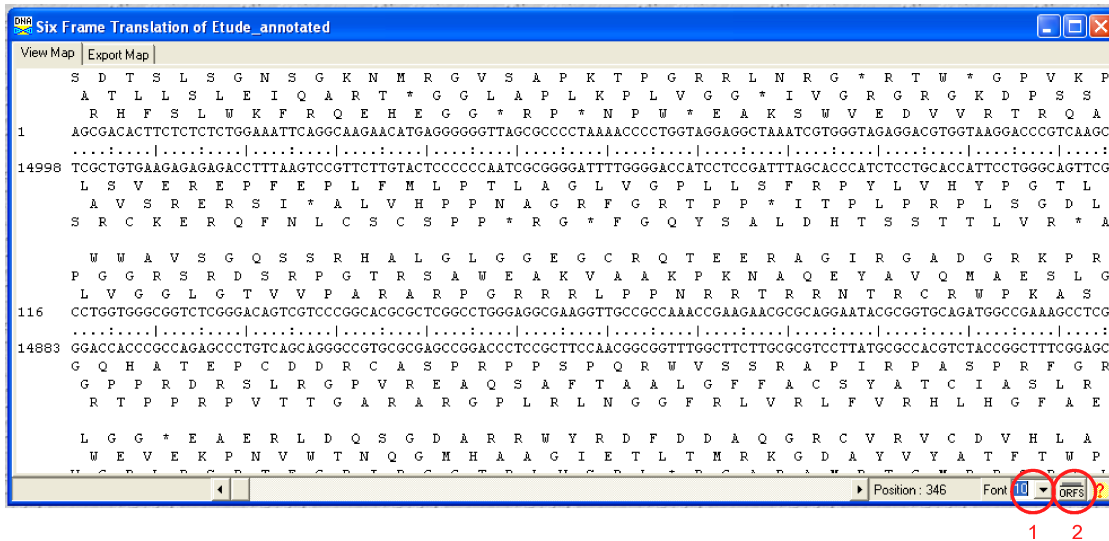 DNA Six Frame Translation of Etude_annotated
View Map Export Map
S D T S L S G N S G K N M R G V S A P K T P G R R L N R G * R T W * G P V K P
A T L L S L E I Q A R T * G G L A P L K P L V G G * I V G R G R G K D P S S
R H F S L W K F R Q E H E G G * R P * N P W * E A K S W V E D V V R T R Q A
1 AGCGACACTTCTCTCTCTGGAAATTCAGGCAAGAACATGAGGGGGGTTAGCGCCCCTAAAACCCCTGGTAGGAGGCTAAATCGTGGGTAGAGGACGTGGTAAGGACCCGTCAAGC
....:....|....:....|....:....|....:....|....:....|....:....|....:....|....:....|....:....|....:....|....:....|....:
14998 TCGCTGTGAAGAGAGAGACCTTTAAGTCCGTTCTTGTACTCCCCCCAATCGCGGGGATTTTGGGGACCATCCTCCGATTTAGCACCCATCTCCTGCACCATTCCTGGGCAGTTCG
L S V E R E P F E P L F M L P T L A G L V G P L L S F R P Y L V H Y P G T L
A V S R E R S I * A L V H P P N A G R F G R T P P * I T P L P R P L S G D L
S R C K E R Q F N L C S C S P P * R G * F G Q Y S A L D H T S S T T L V R * A
W W A V S G Q S S R H A L G L G G E G C R Q T E E R A G I R G A D G R K P R
P G G R S R D S R P G T R S A W E A K V A A K P K N A Q E Y A V Q M A E S L G
L V G G L G T V V P A R A R P G R R R L P P N R R T R R N T R C R W P K A S
116 CCTGGTGGGCGGTCTCGGGACAGTCGTCCCGGCACGCGCTCGGCCTGGGAGGCGAAGGTTGCCGCCAAACCGAAGAACGCGCAGGAATACGCGGTGCAGATGGCCGAAAGCCTCG
....:....|....:....|....:....|....:....|....:....|....:....|....:....|....:....|....:....|....:....|....:....|....:
14883 GGACCACCCGCCAGAGCCCTGTCAGCAGGGCCGTGCGCGAGCCGGACCCTCCGCTTCCAACGGCGGTTTGGCTTCTTGCGCGTCCTTATGCGCCACGTCTACCGGCTTTCGGAGC
G Q H A T E P C D D R C A S P R P P S P Q R W V S S R A P I R P A S P R F G R
G P P R D R S L R G P V R E A Q S A F T A A L G F F A C S Y A T C I A S L R
R T P P R P V T T G A R A R G P L R L N G G F R L V R L F V R H L H G F A E
L G G * E A E R L D Q S G D A R R W Y R D F D D A Q G R C V R V C D V H L A
W E V E K P N V W T N Q G M H A A G I E T L T M R K G D A Y V Y A T F T W P
Position : 346 Font 10 ORFS ?
1 2